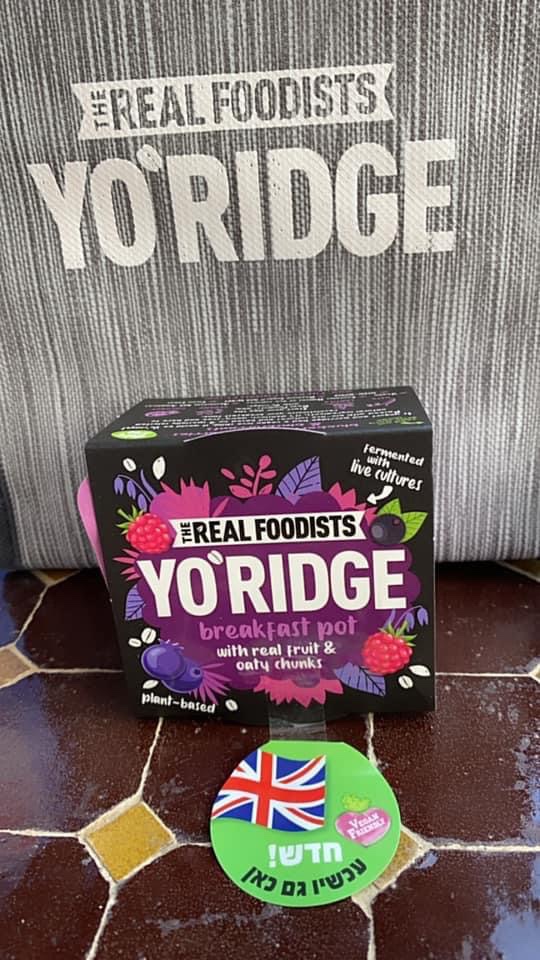 THE REAL FOODISTS
YO'RIDGE
fermented
with
live cultures
THE REAL FOODISTS
YO'RIDGE
breakfast pot
with real fruit &
oaty chunks
plant-based
VEGAN
FRIENDLY
חדש!
עכשיו גם כאן